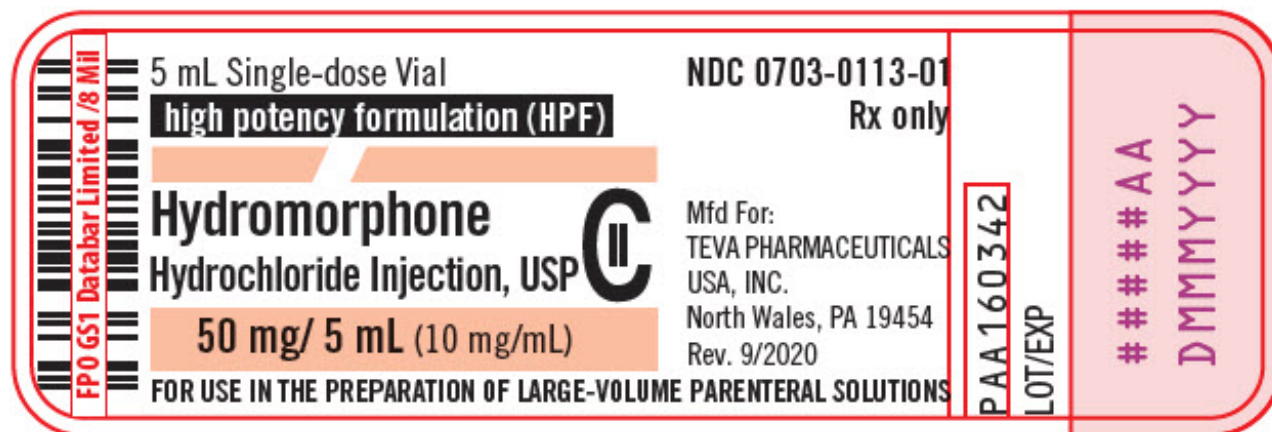 FPO GS1 Databar Limited /8 Mil
5 mL Single-dose Vial
high potency formulation (HPF)
Hydromorphone
Hydrochloride Injection, USP
CII
50 mg/ 5 mL (10 mg/mL)
FOR USE IN THE PREPARATION OF LARGE-VOLUME PARENTERAL SOLUTIONS
NDC 0703-0113-01
Rx only
Mfd For:
TEVA PHARMACEUTICALS
USA, INC.
North Wales, PA 19454
Rev. 9/2020
PAA160342
LOT/EXP
#####AA
DMMMYYYY